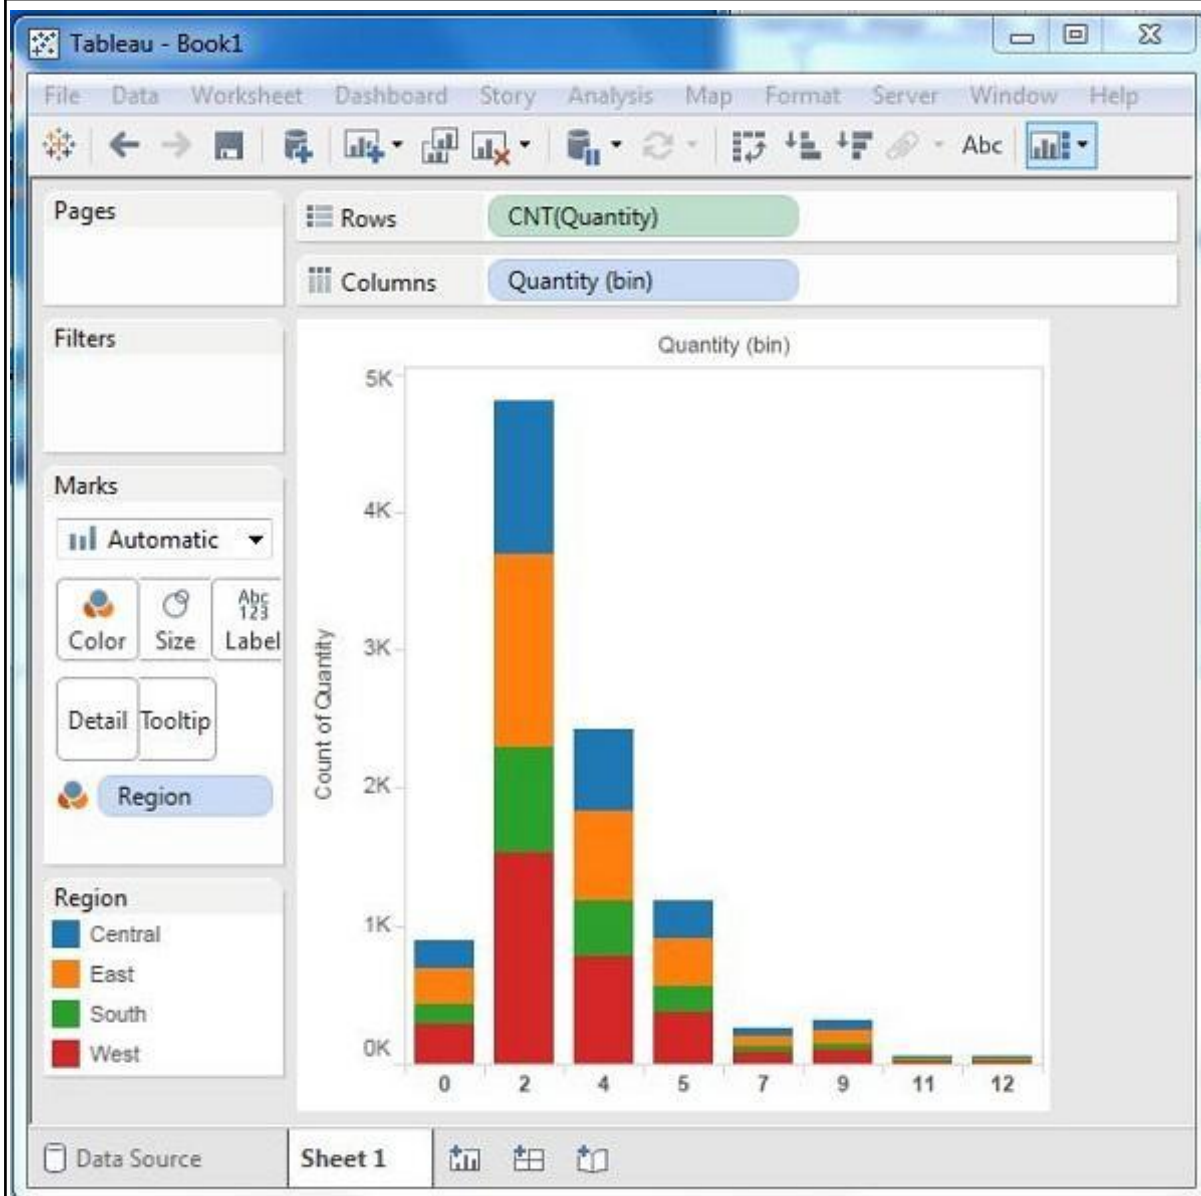 Tableau - Book1
File Data Worksheet Dashboard Story Analysis Map Format Server Window Help
Abc
Pages
Rows CNT(Quantity)
Columns Quantity (bin)
Filters
Marks
Automatic
Abc
123
Color Size Label
Detail Tooltip
Region
Region
Central
East
South
West
Quantity (bin)
5K
4K
3K
2K
1K
0K
Count of Quantity
0 2 4 5 7 9 11 12
Data Source Sheet 1